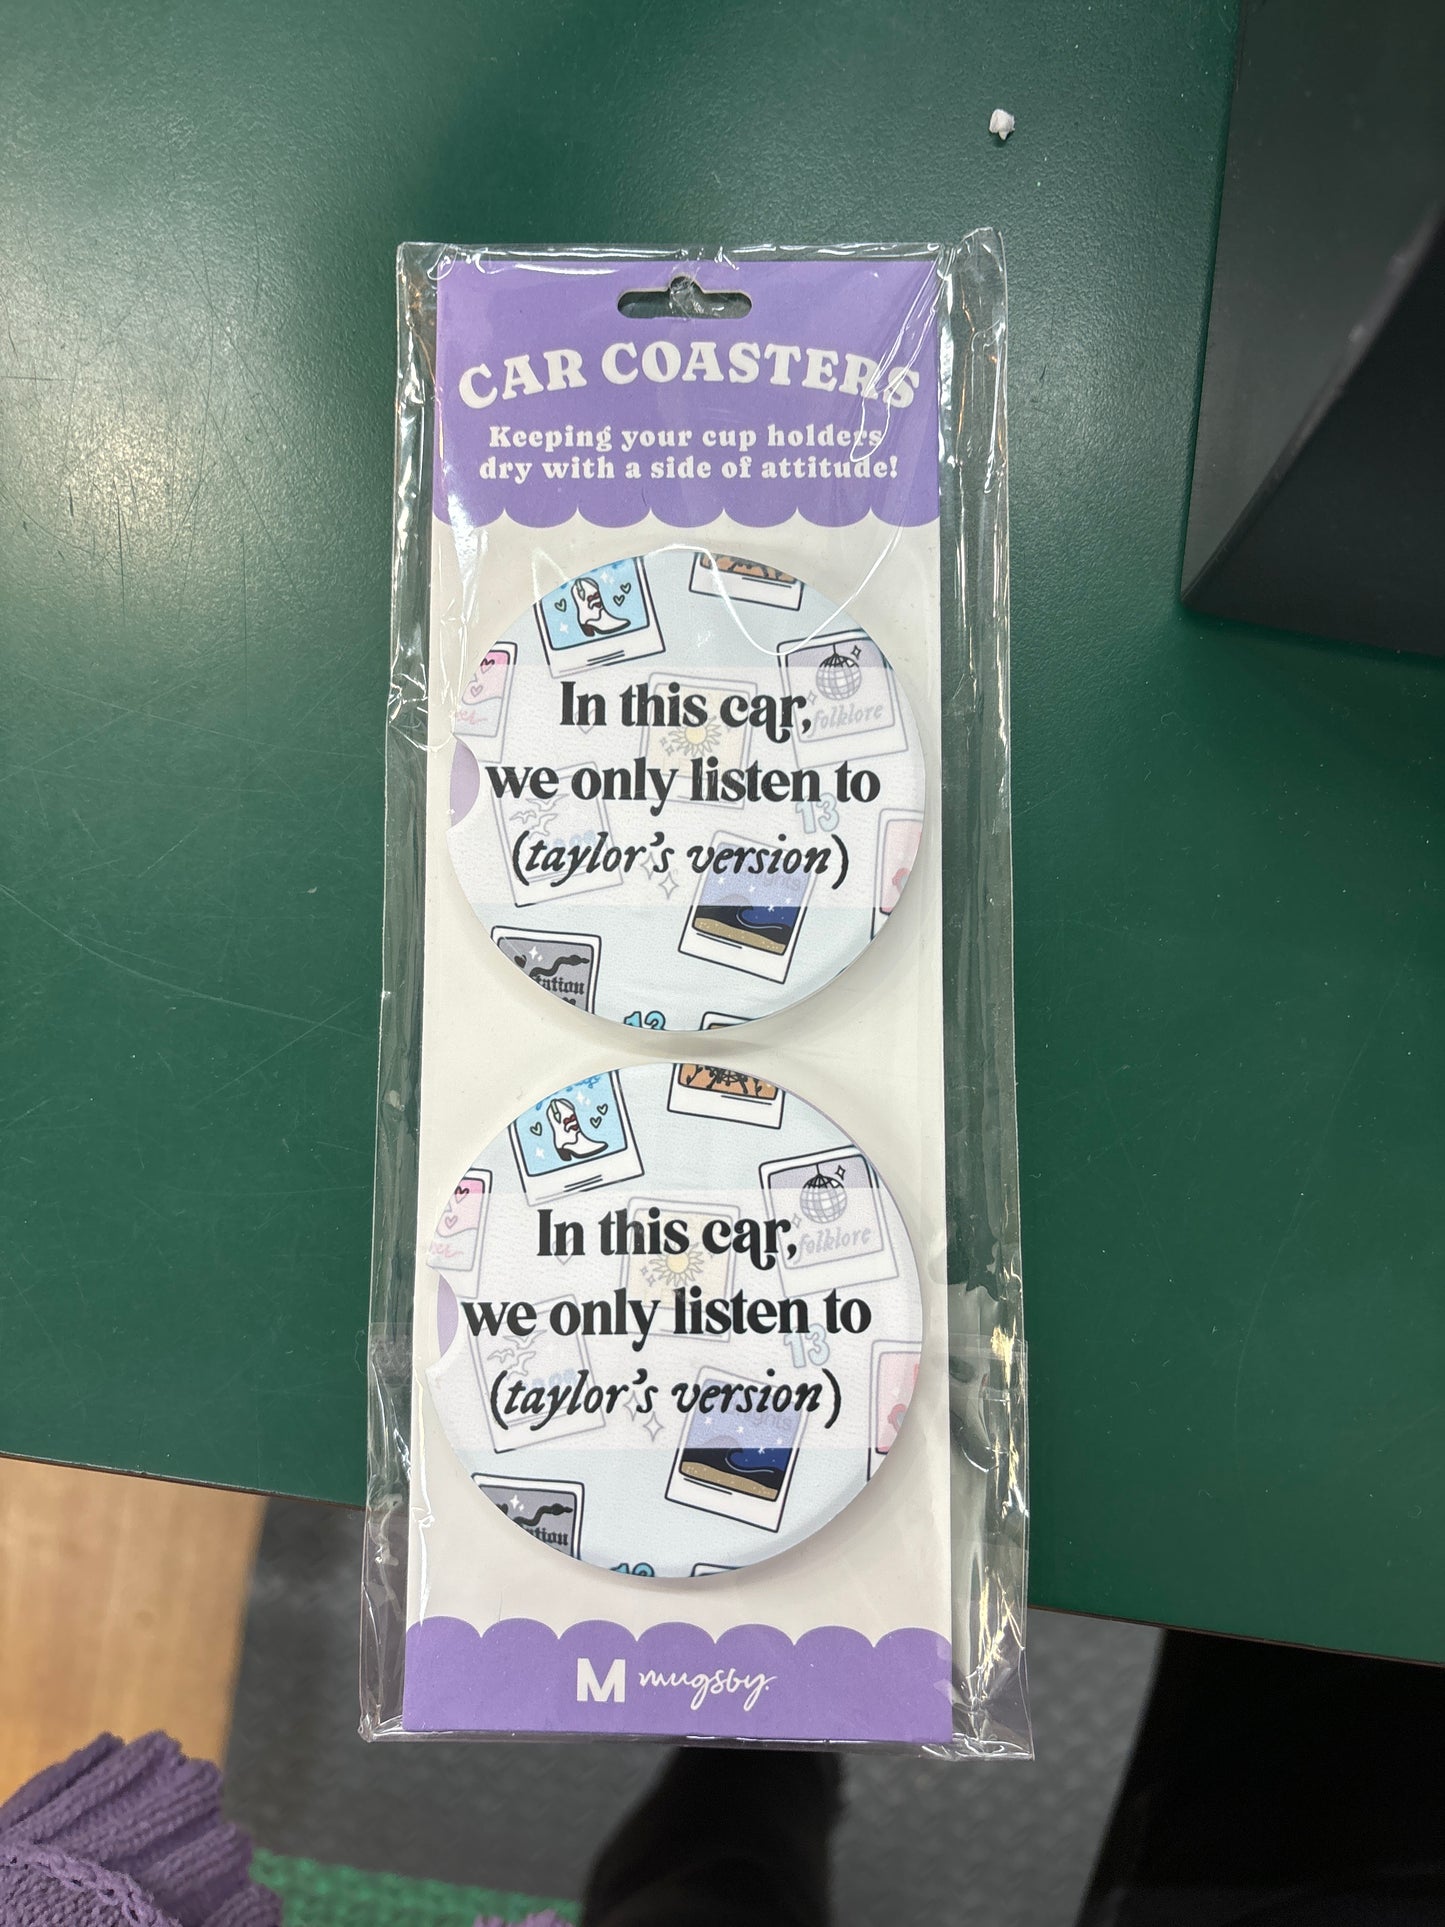 CAR COASTERS
Keeping your cup holders
dry with a side of attitude!
folklore
In this car,
we only listen to
13
(taylor's version)
13
In this car,
folklore
we only listen to
13
(taylor's version)
M mugsby